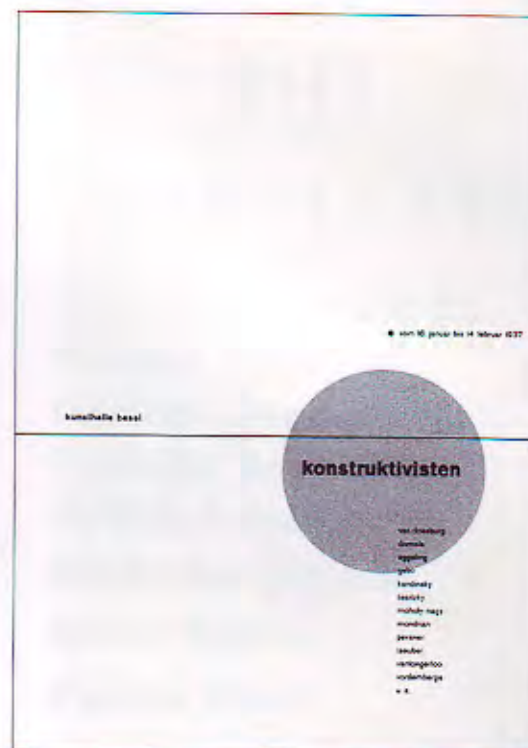 vom 16 januar bis 14 februar 1937
kunsthalle basel
konstruktivisten
van doesburg
domela
eggeling
gabo
kandinsky
lissitzky
moholy-nagy
mondrian
pevsner
taeuber
vantongerloo
vordemberge
u. a.